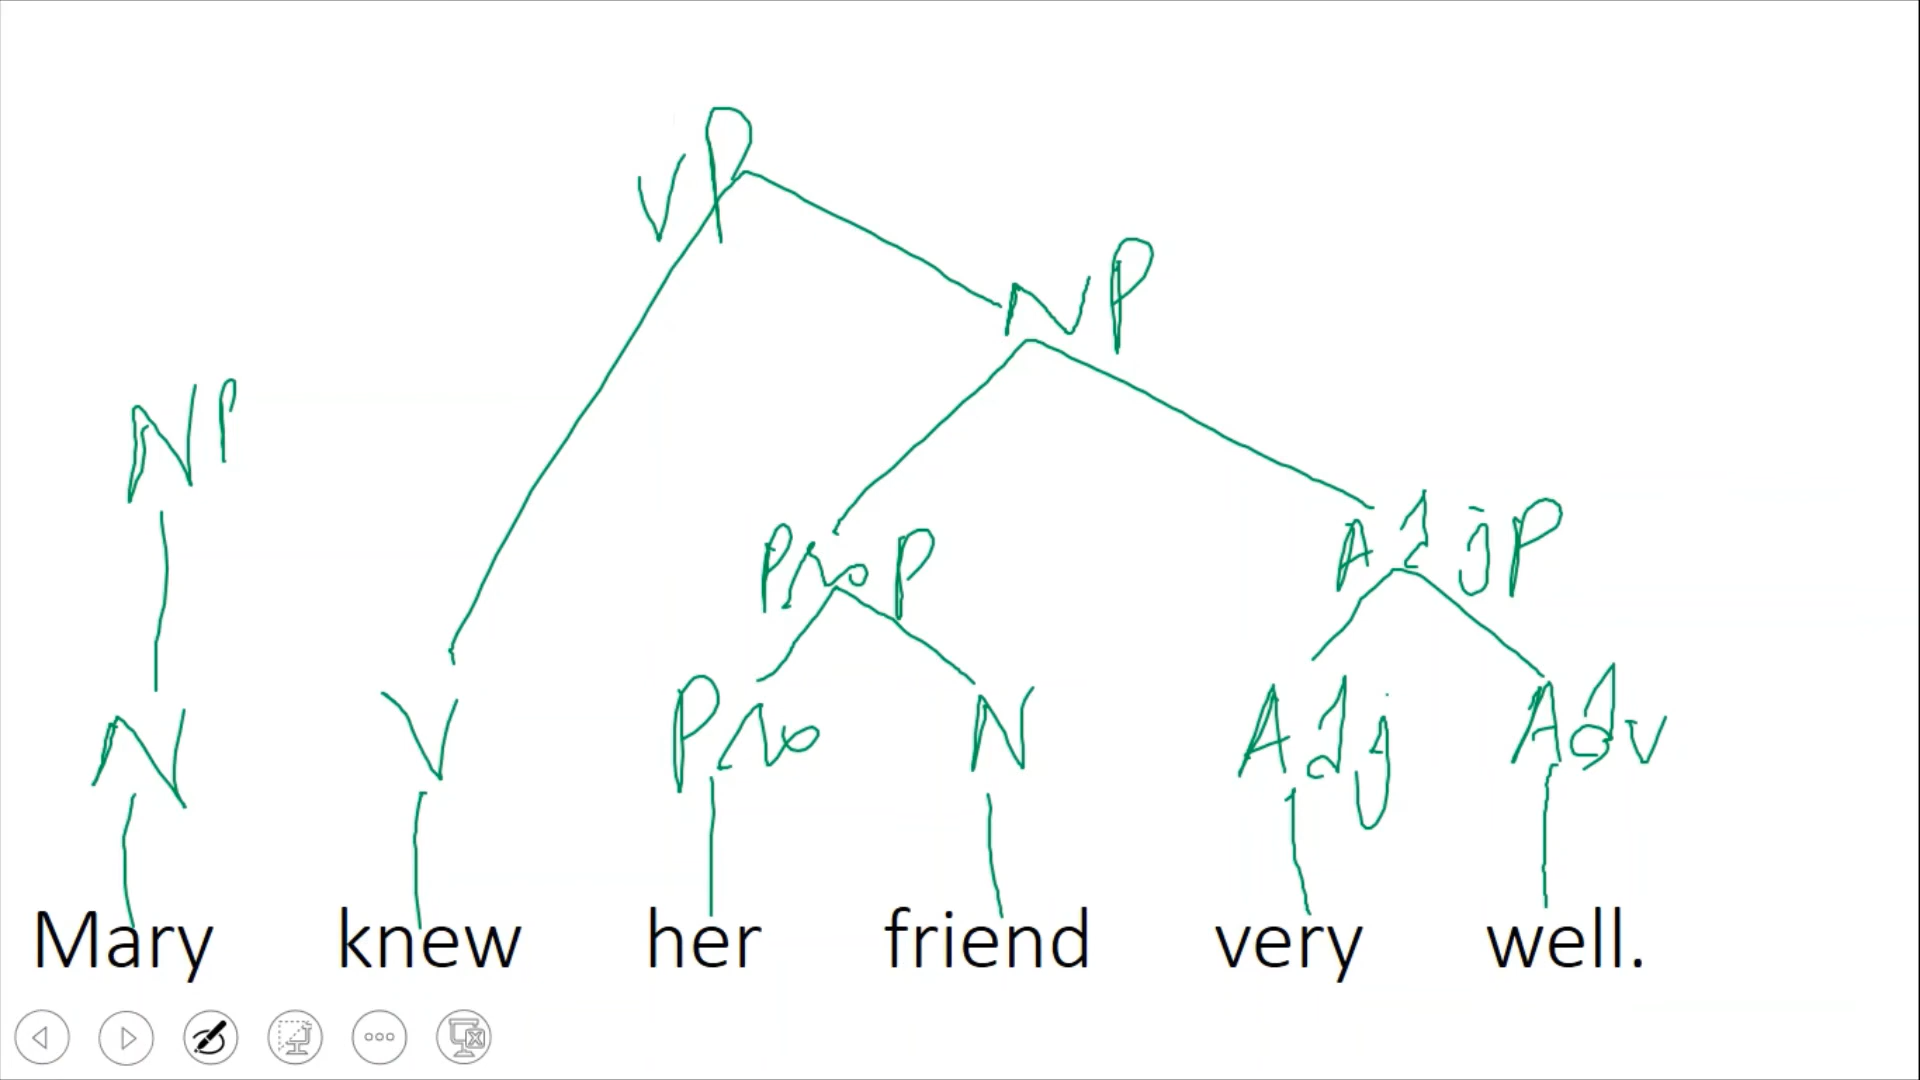 VP
NP
NP
ProP AdjP
N V Pro N Adj Adv
Mary knew her friend very well.